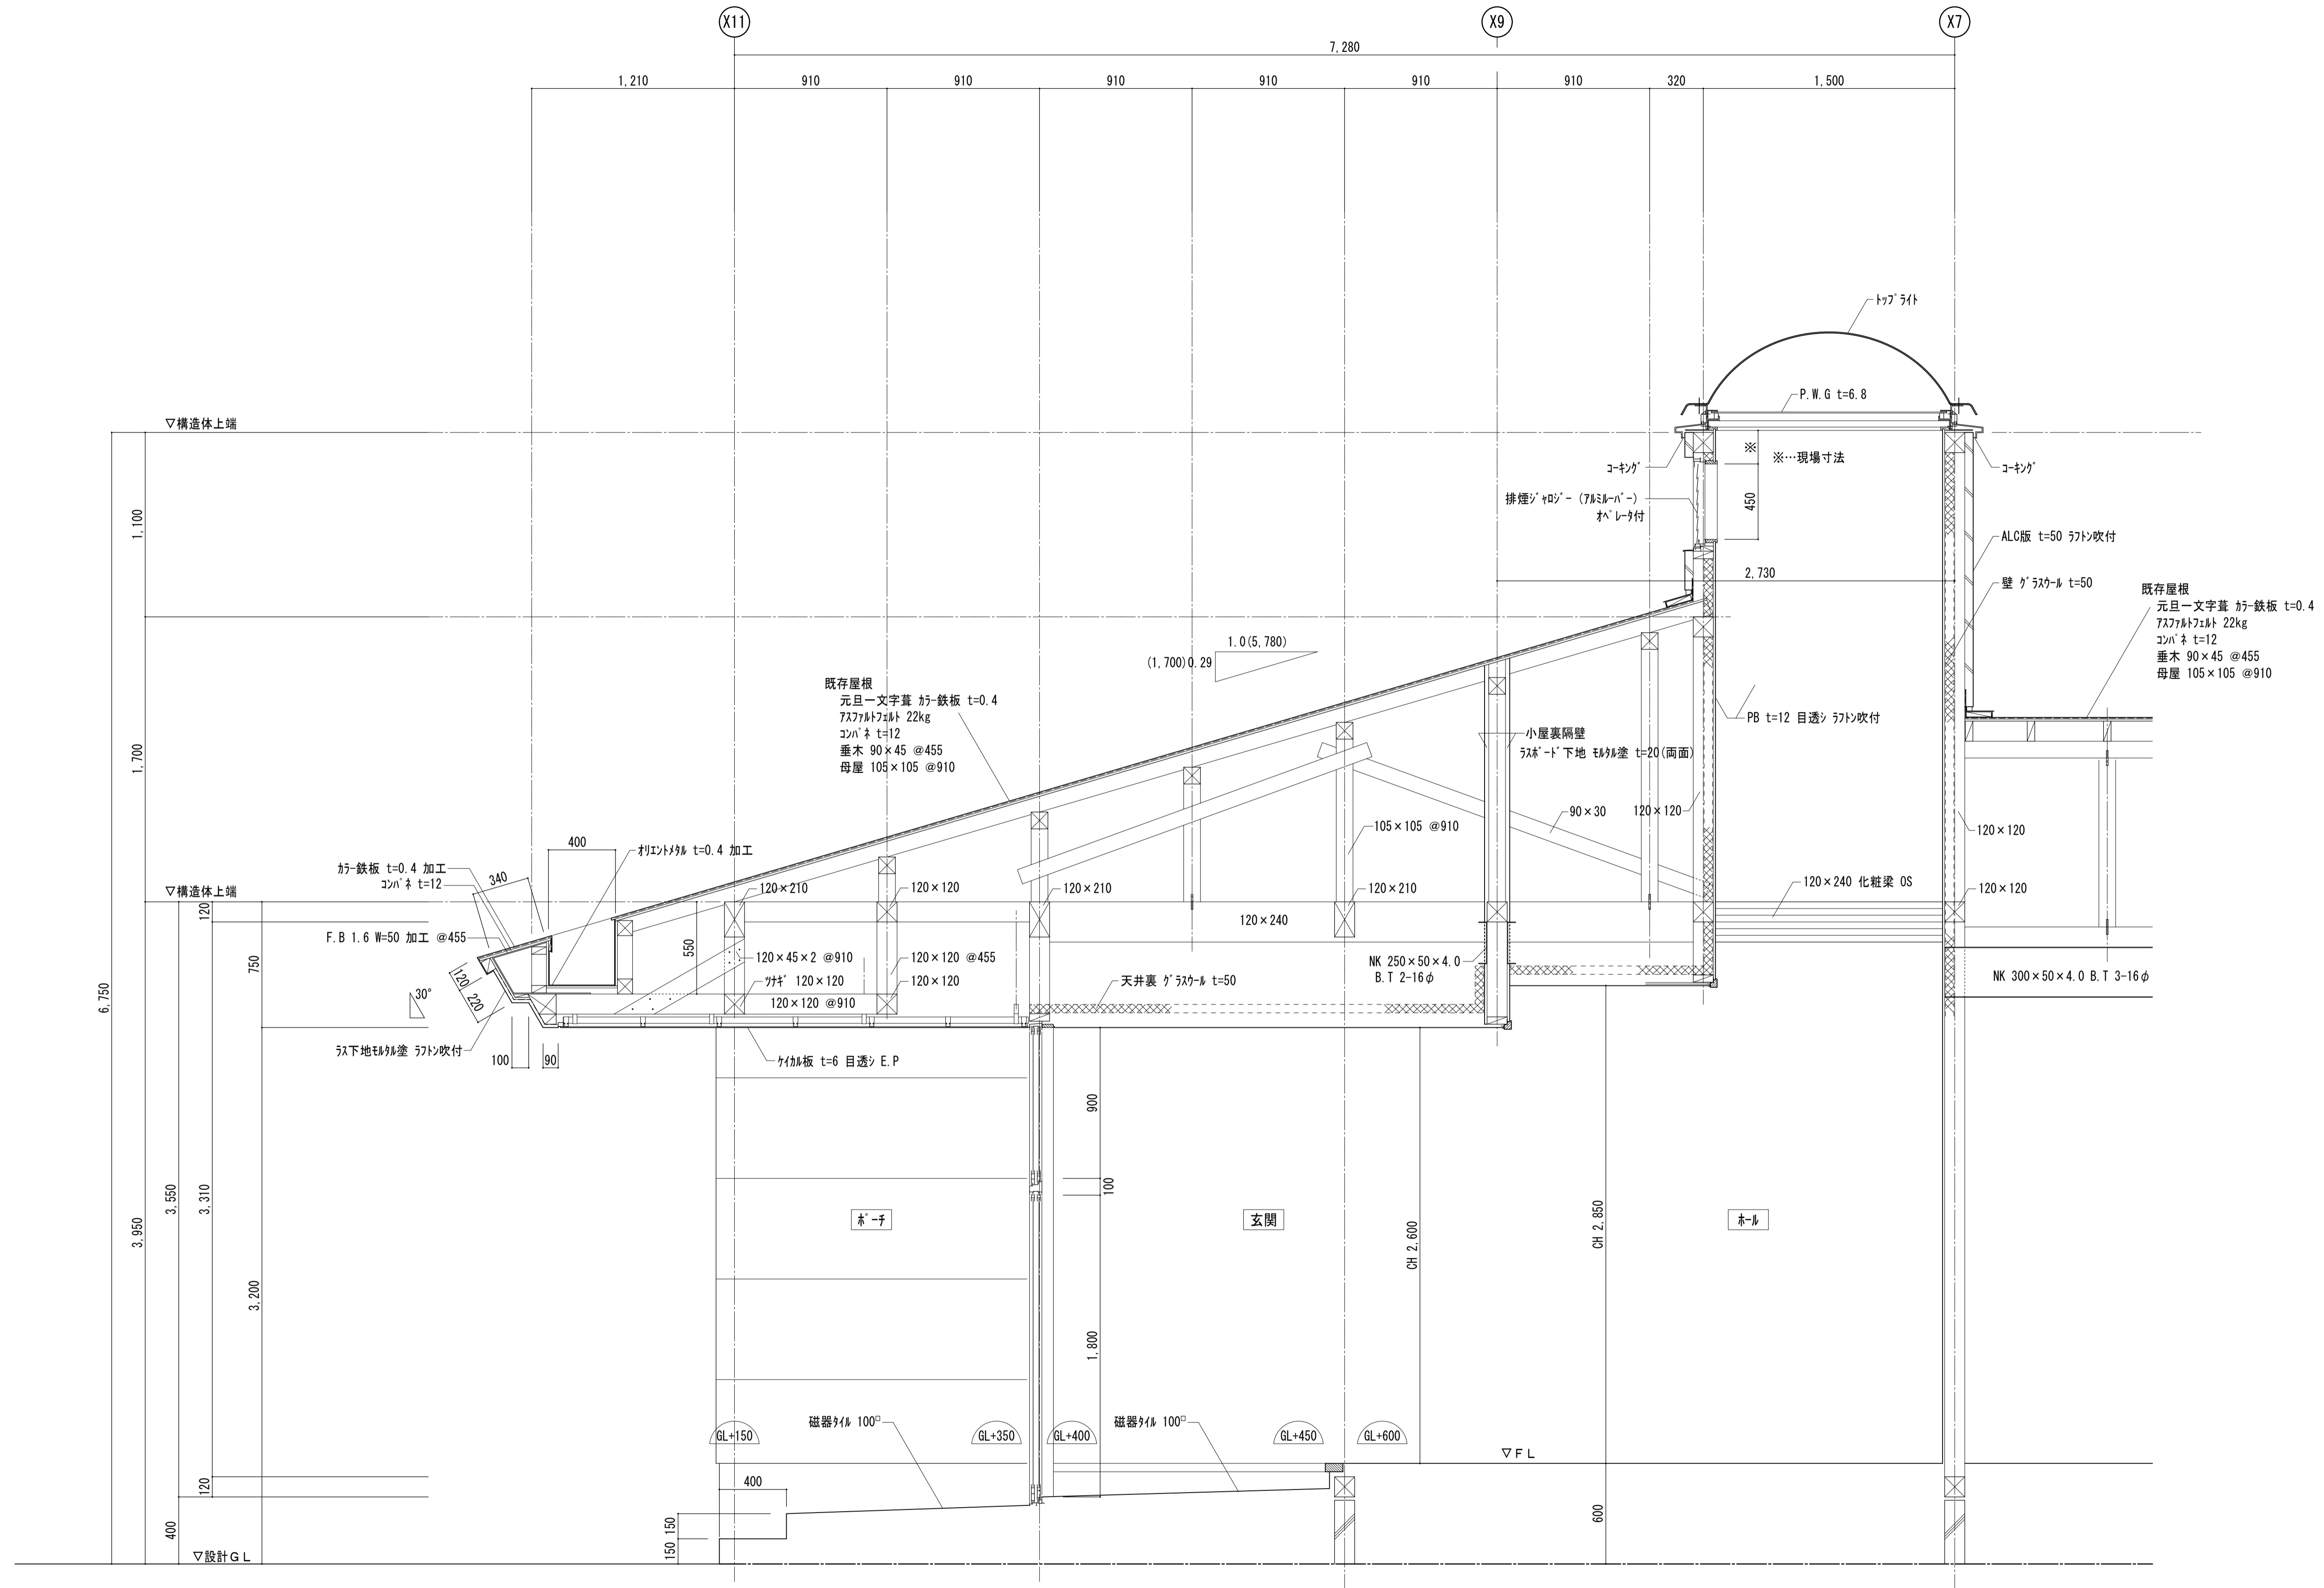 X11
X9
X7
7,280
1,210
910
910
910
910
910
910
320
1,500
ﾄｯﾌﾟﾗｲﾄ
P.W.G t=6.8
▽構造体上端
※
※…現場寸法
ｺｰｷﾝｸﾞ
ｺｰｷﾝｸﾞ
排煙ｼﾞｬﾛｼﾞｰ (ｱﾙﾐﾙｰﾊﾞｰ)
ｵﾍﾟﾚｰﾀ付
450
1,100
ALC版 t=50 ﾗﾌﾄﾝ吹付
2,730
壁 ｸﾞﾗｽｳｰﾙ t=50
既存屋根
元旦一文字葺 ｶﾗｰ鉄板 t=0.4
ｱｽﾌｧﾙﾄﾌｪﾙﾄ 22kg
ｺﾝﾊﾟﾈ t=12
垂木 90×45 @455
母屋 105×105 @910
1.0(5,780)
(1,700)0.29
既存屋根
元旦一文字葺 ｶﾗｰ鉄板 t=0.4
ｱｽﾌｧﾙﾄﾌｪﾙﾄ 22kg
ｺﾝﾊﾟﾈ t=12
垂木 90×45 @455
母屋 105×105 @910
PB t=12 目透ｼ ﾗﾌﾄﾝ吹付
小屋裏隔壁
ﾗｽﾎﾞｰﾄﾞ下地 ﾓﾙﾀﾙ塗 t=20(両面)
1,700
90×30
120×120
105×105 @910
120×120
400
ｵﾘｴﾝﾄﾒﾀﾙ t=0.4 加工
ｶﾗｰ鉄板 t=0.4 加工
ｺﾝﾊﾟﾈ t=12
340
▽構造体上端
120×210
120×120
120×210
120×210
120×240 化粧梁 OS
120×120
120
120×240
F.B 1.6 W=50 加工 @455
550
750
120×45×2 @910
120×120 @455
NK 250×50×4.0
B.T 2-16φ
120
220
30°
ﾂﾅｷﾞ 120×120
120×120
天井裏 ｸﾞﾗｽｳｰﾙ t=50
NK 300×50×4.0 B.T 3-16φ
6,750
120×120 @910
ﾗｽ下地ﾓﾙﾀﾙ塗 ﾗﾌﾄﾝ吹付
100
90
ｹｲｶﾙ板 t=6 目透ｼ E.P
900
100
3,950
3,550
3,310
3,200
ﾎﾟｰﾁ
玄関
ﾎｰﾙ
CH 2,600
CH 2,850
1,800
磁器ﾀｲﾙ 100□
磁器ﾀｲﾙ 100□
GL+150
GL+350
GL+400
GL+450
GL+600
▽ＦＬ
120
400
400
150
150
600
▽設計ＧＬ